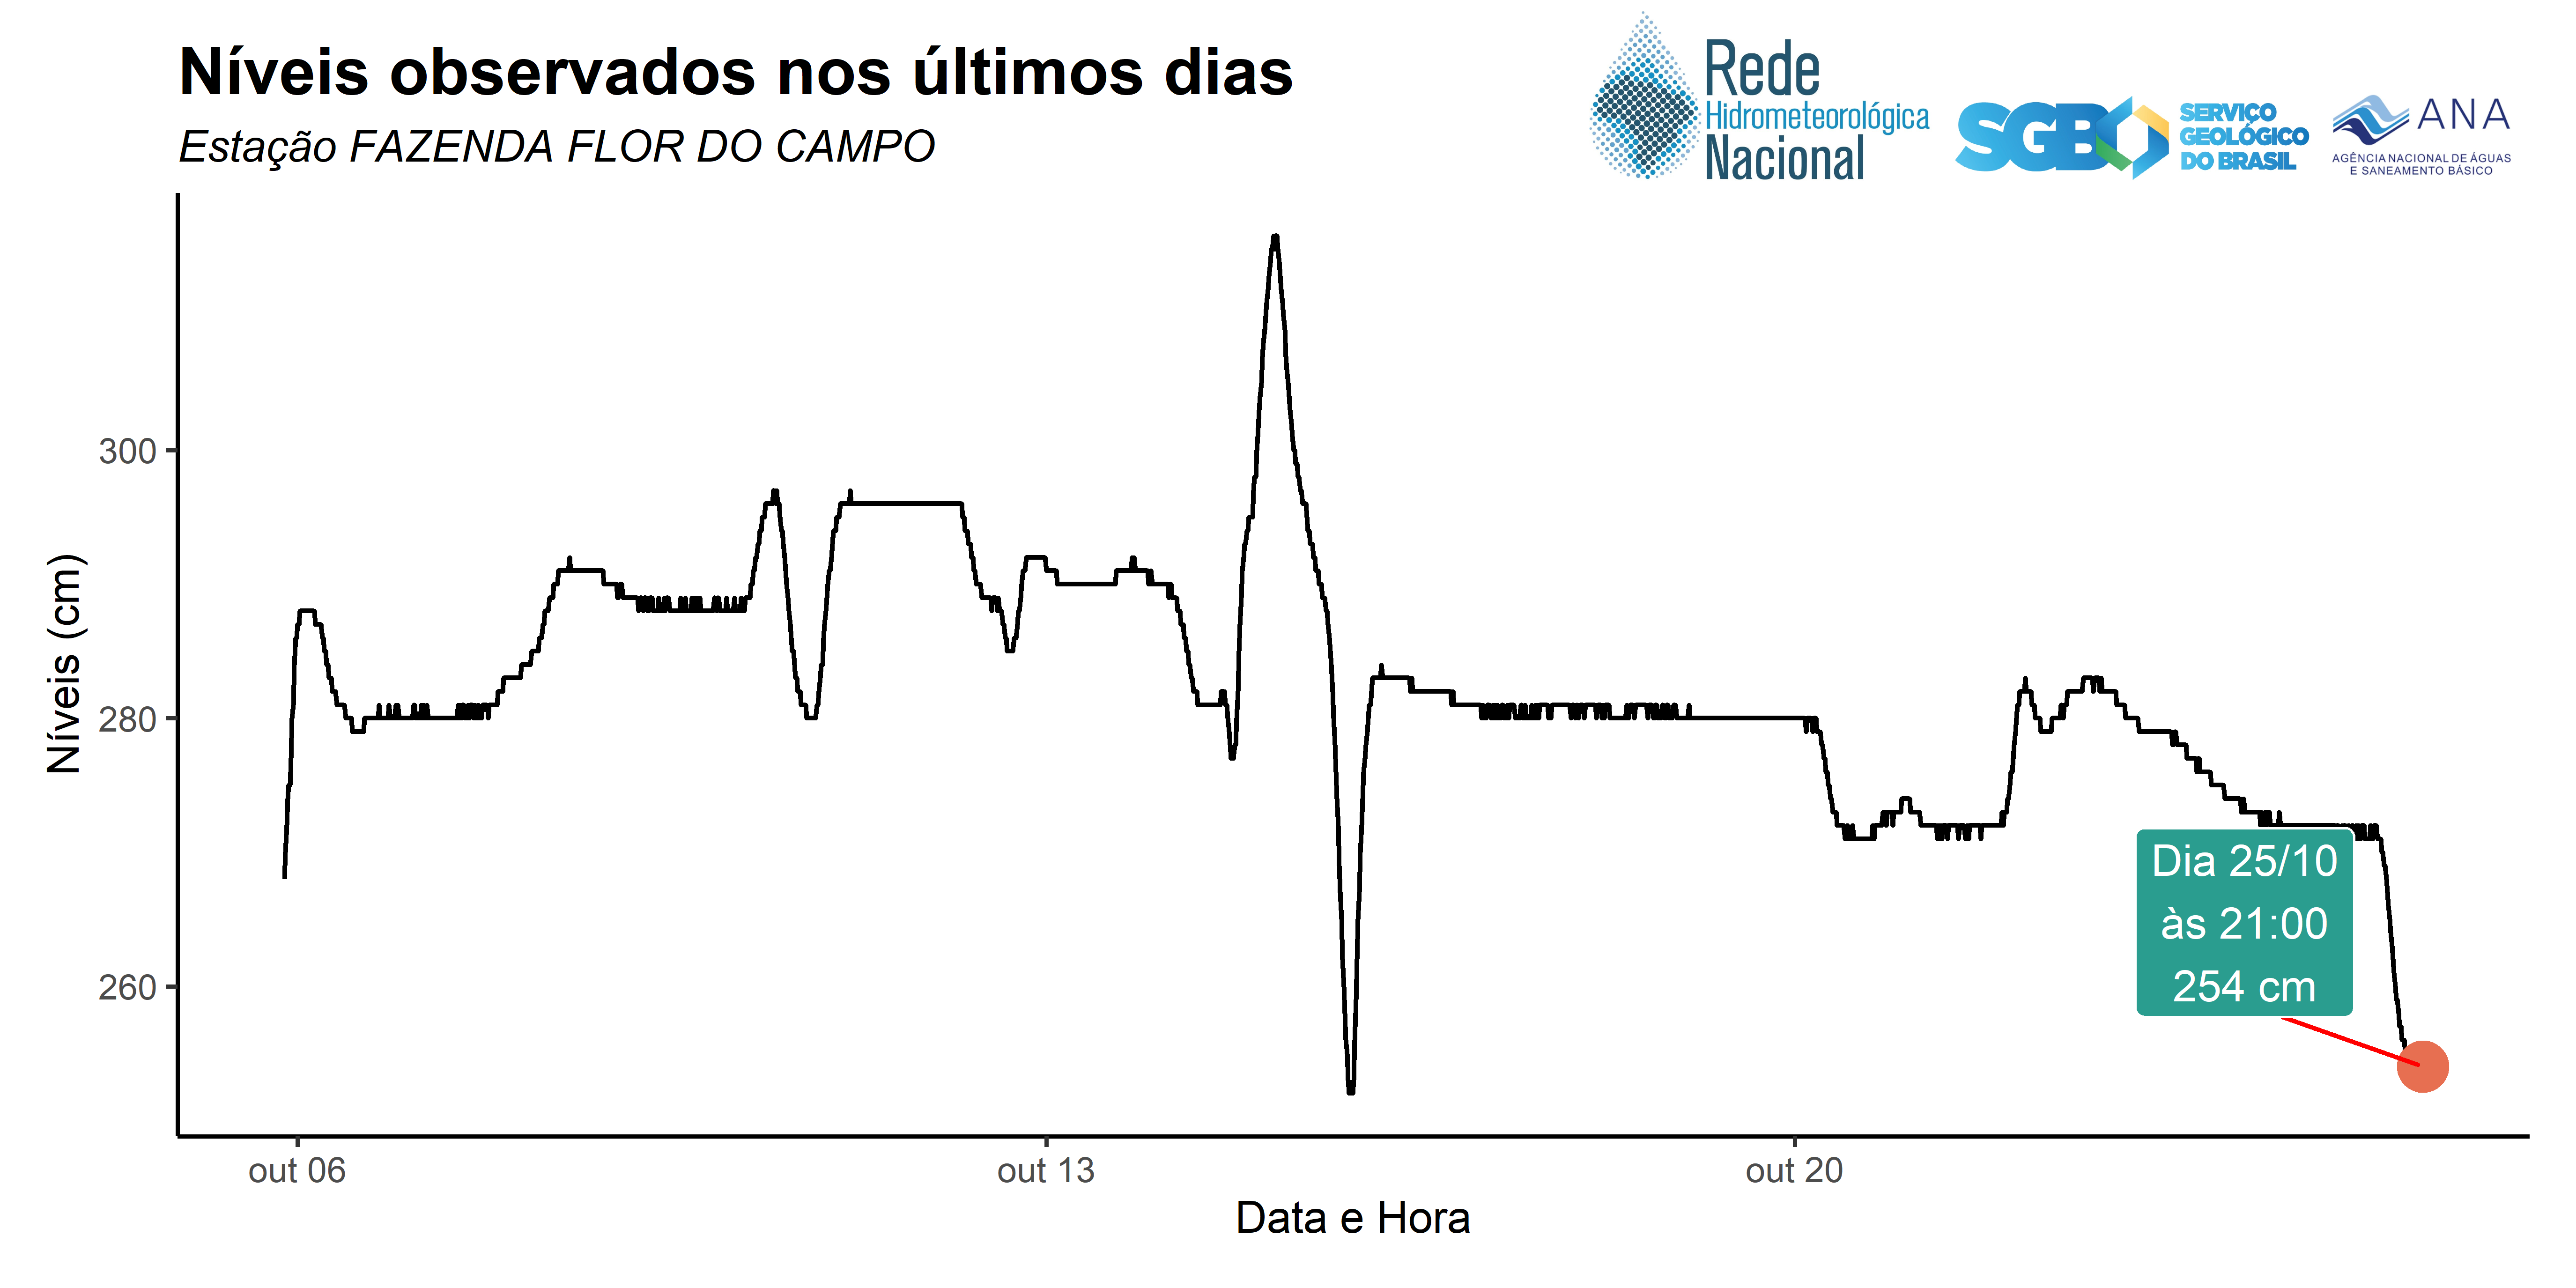 Níveis observados nos últimos dias
Estação FAZENDA FLOR DO CAMPO
Rede
Hidrometeorológica
Nacional
SGB
SERVIÇO
GEOLÓGICO
DO BRASIL
ANA
AGÊNCIA NACIONAL DE ÁGUAS
E SANEAMENTO BÁSICO
Níveis (cm)
300
280
260
Dia 25/10
às 21:00
254 cm
out 06
out 13
out 20
Data e Hora